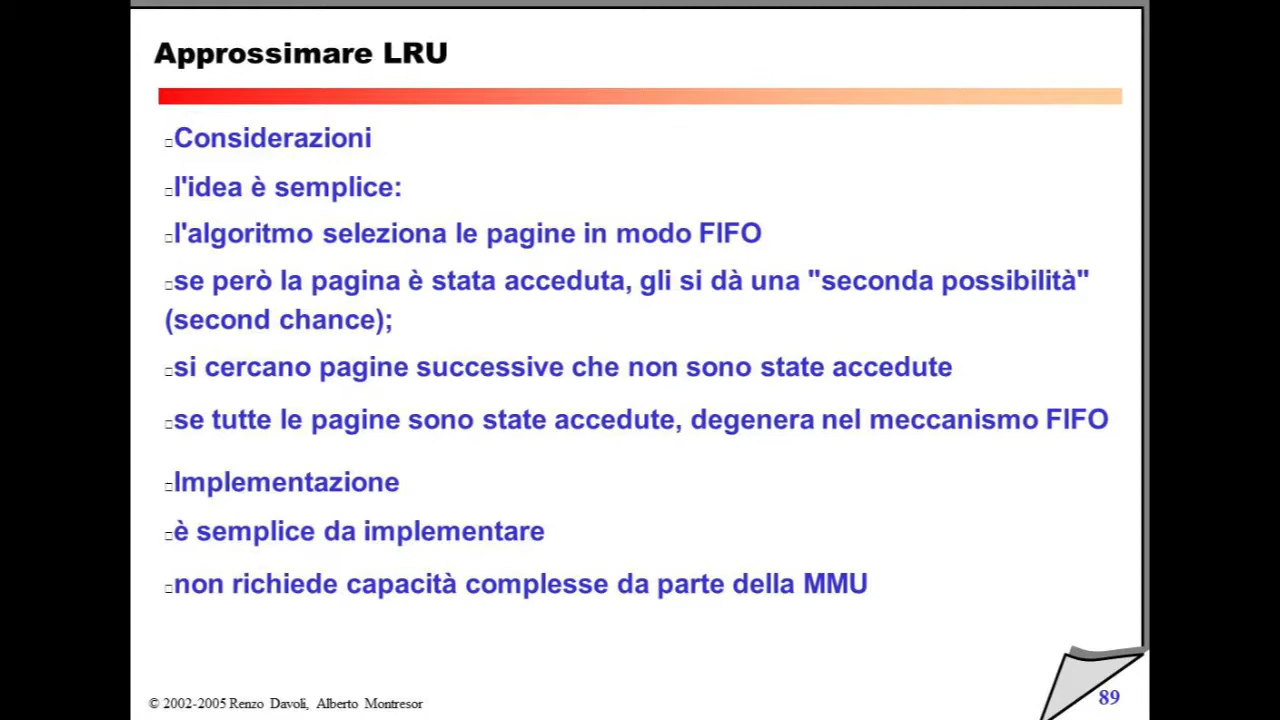 Approssimare LRU
Considerazioni
l'idea è semplice:
l'algoritmo seleziona le pagine in modo FIFO
se però la pagina è stata acceduta, gli si dà una "seconda possibilità"
(second chance);
si cercano pagine successive che non sono state accedute
se tutte le pagine sono state accedute, degenera nel meccanismo FIFO
Implementazione
è semplice da implementare
non richiede capacità complesse da parte della MMU
© 2002-2005 Renzo Davoli, Alberto Montresor
89